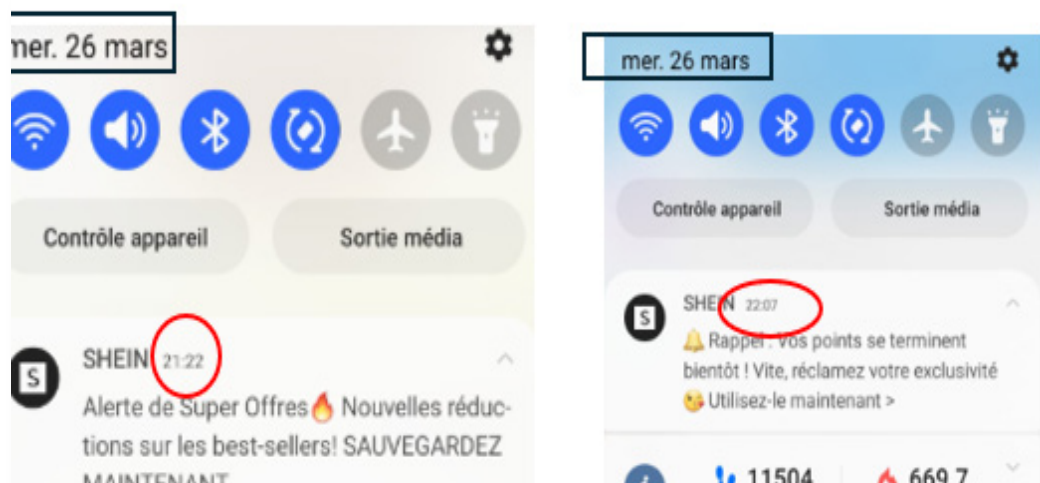 mer. 26 mars
Contrôle appareil
Sortie média
S
SHEIN 21:22
Alerte de Super Offres🔥 Nouvelles réduc-
tions sur les best-sellers! SAUVEGARDEZ
MAINTENANT
mer. 26 mars
Contrôle appareil
Sortie média
S
SHEIN 22:07
🔔 Rappel : Vos points se terminent
bientôt ! Vite, réclamez votre exclusivité
😘 Utilisez-le maintenant >
11504
669.7